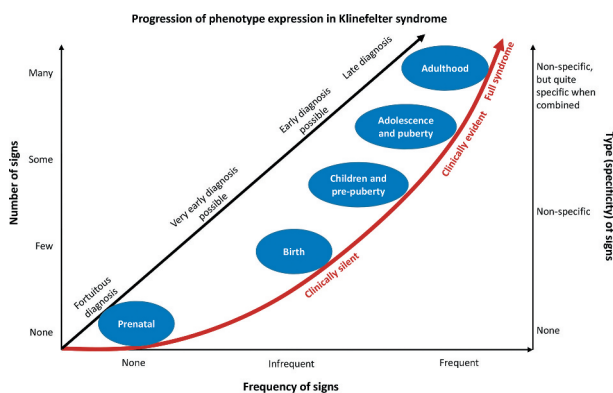 Progression of phenotype expression in Klinefelter syndrome
Number of signs
Many
Some
Few
None
Fortuitous
diagnosis
Very early diagnosis
possible
Early diagnosis
possible
Late diagnosis
Prenatal
Birth
Children and
pre-puberty
Adolescence
and puberty
Adulthood
Clinically silent
Clinically evident
Full syndrome
Non-specific,
but quite
specific when
combined
Non-specific
None
Type (specificity) of
signs
None
Infrequent
Frequent
Frequency of signs